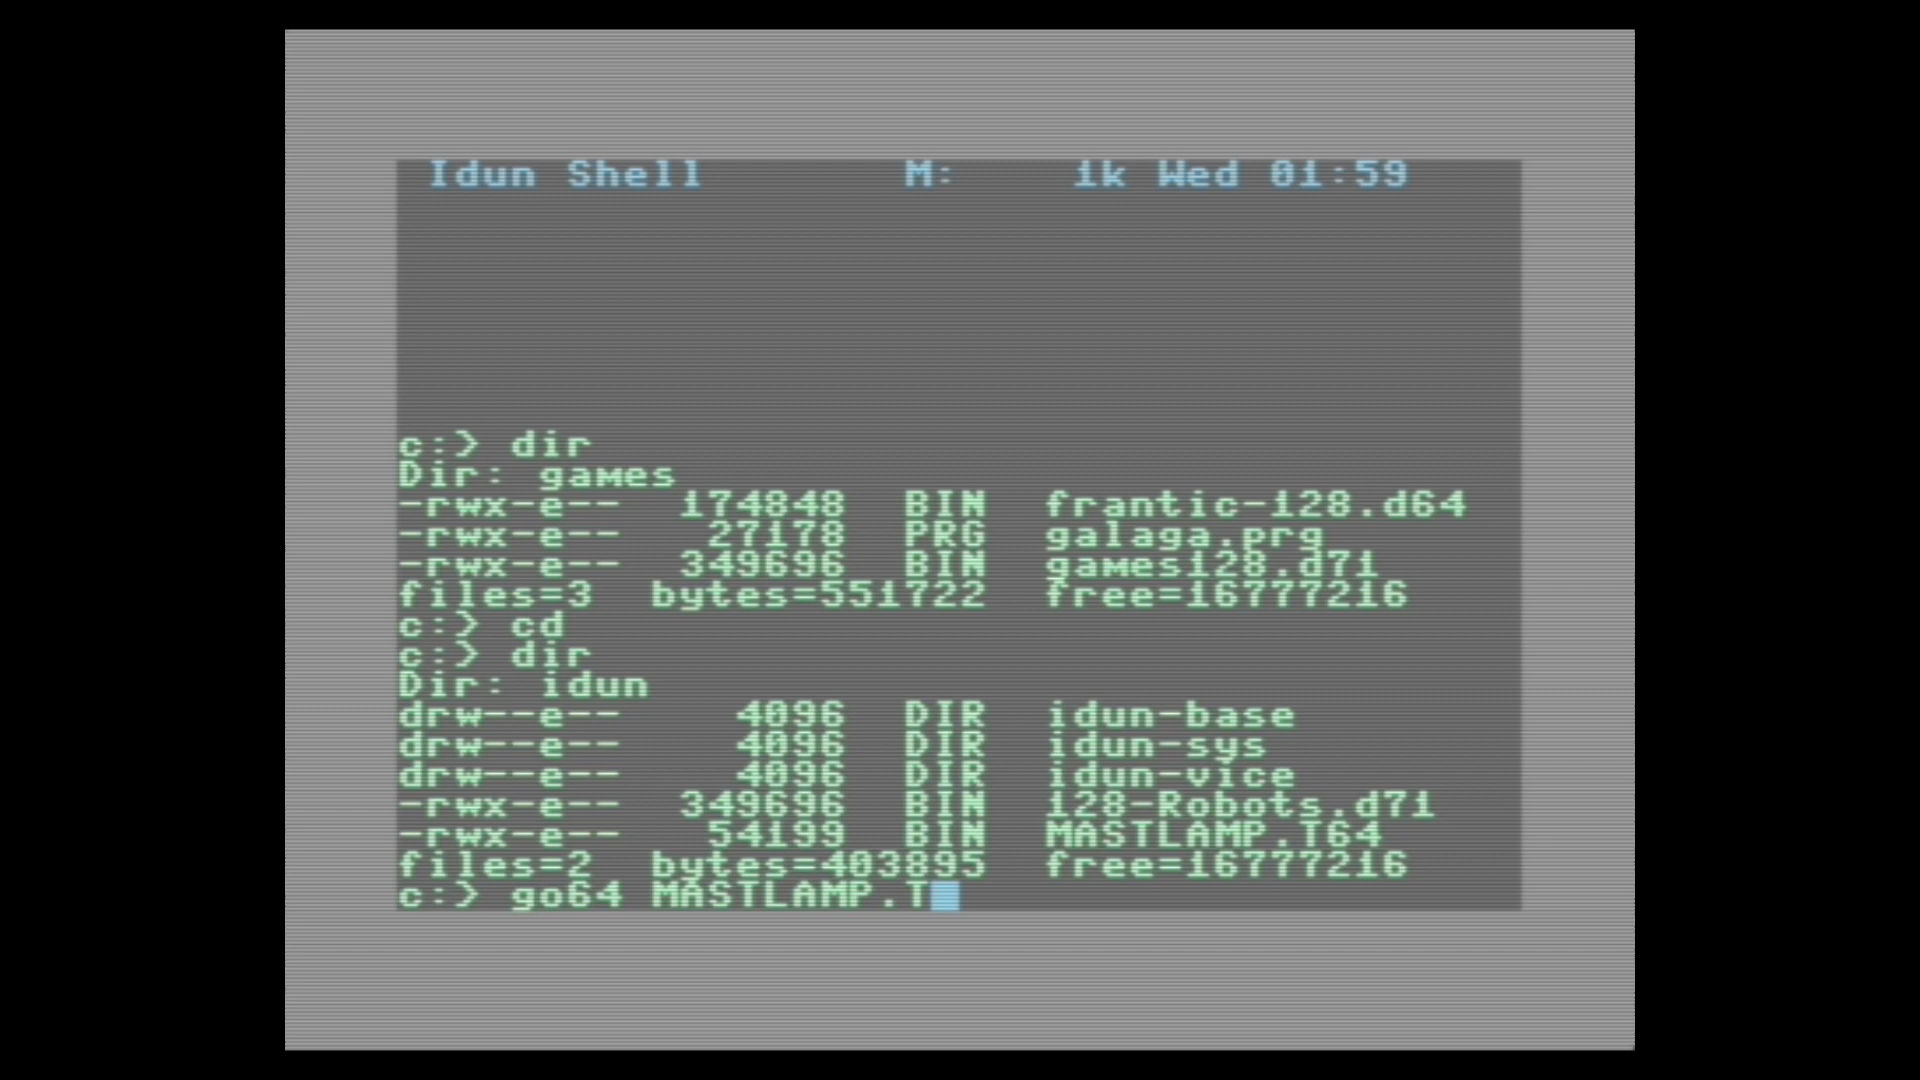 Idun Shell M: 1k Wed 01:59
c:> dir
Dir: games
-rwx-e-- 174848 BIN frantic-128.d64
-rwx-e-- 27178 PRG galaga.prg
-rwx-e-- 349696 BIN games128.d71
files=3 bytes=551722 free=16777216
c:> cd
c:> dir
Dir: idun
drw--e-- 4096 DIR idun-base
drw--e-- 4096 DIR idun-sys
drw--e-- 4096 DIR idun-vice
-rwx-e-- 349696 BIN 128-Robots.d71
-rwx-e-- 54199 BIN MASTLAMP.T64
files=2 bytes=403895 free=16777216
c:> go64 MASTLAMP.T